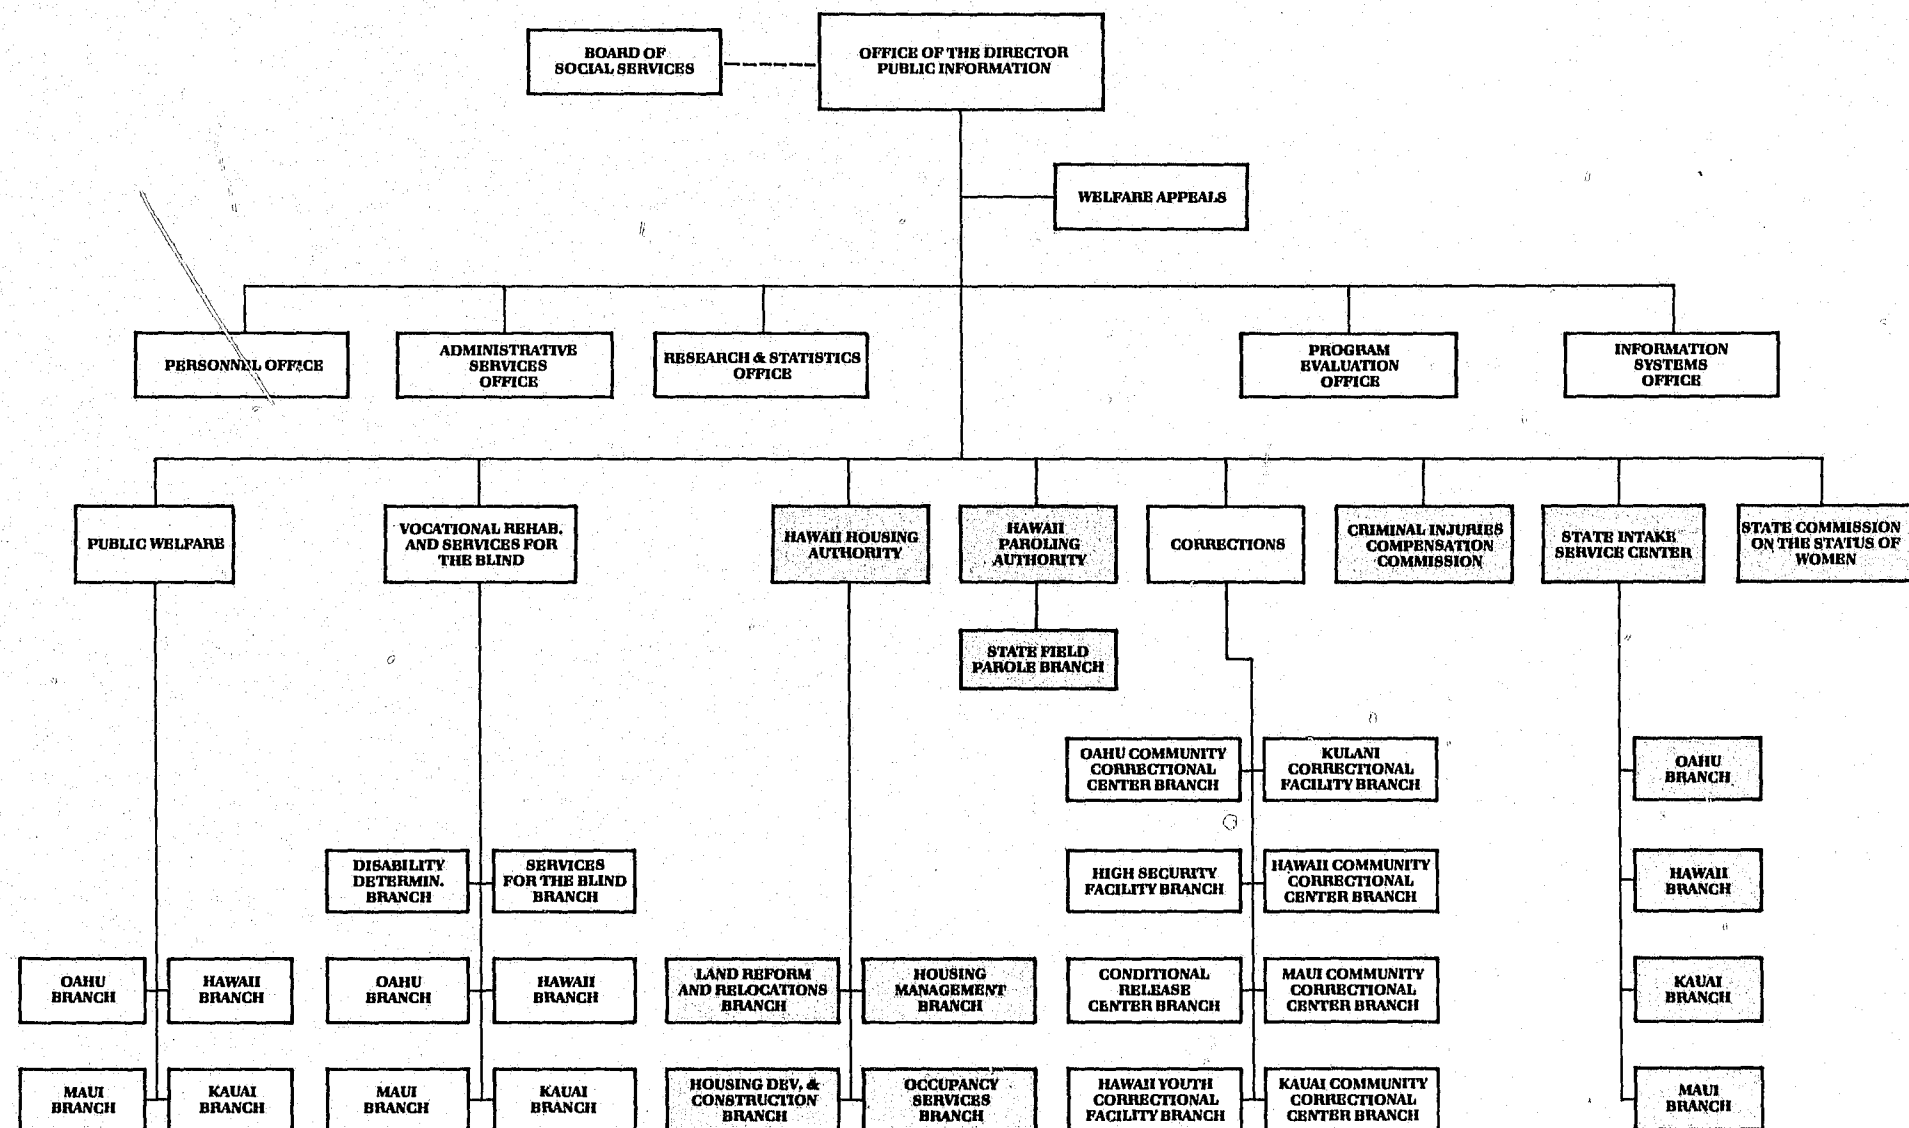 BOARD OF
SOCIAL SERVICES
OFFICE OF THE DIRECTOR
PUBLIC INFORMATION
WELFARE APPEALS
PERSONNEL OFFICE
ADMINISTRATIVE
SERVICES
OFFICE
RESEARCH & STATISTICS
OFFICE
PROGRAM
EVALUATION
OFFICE
INFORMATION
SYSTEMS
OFFICE
PUBLIC WELFARE
VOCATIONAL REHAB.
AND SERVICES FOR
THE BLIND
HAWAII HOUSING
AUTHORITY
HAWAII
PAROLING
AUTHORITY
CORRECTIONS
CRIMINAL INJURIES
COMPENSATION
COMMISSION
STATE INTAKE
SERVICE CENTER
STATE COMMISSION
ON THE STATUS OF
WOMEN
STATE FIELD
PAROLE BRANCH
OAHU COMMUNITY
CORRECTIONAL
CENTER BRANCH
KULANI
CORRECTIONAL
FACILITY BRANCH
OAHU
BRANCH
DISABILITY
DETERMIN.
BRANCH
SERVICES
FOR THE BLIND
BRANCH
HIGH SECURITY
FACILITY BRANCH
HAWAII COMMUNITY
CORRECTIONAL
CENTER BRANCH
HAWAII
BRANCH
OAHU
BRANCH
HAWAII
BRANCH
OAHU
BRANCH
HAWAII
BRANCH
LAND REFORM
AND RELOCATIONS
BRANCH
HOUSING
MANAGEMENT
BRANCH
CONDITIONAL
RELEASE
CENTER BRANCH
MAUI COMMUNITY
CORRECTIONAL
CENTER BRANCH
KAUAI
BRANCH
MAUI
BRANCH
KAUAI
BRANCH
MAUI
BRANCH
KAUAI
BRANCH
HOUSING DEV. &
CONSTRUCTION
BRANCH
OCCUPANCY
SERVICES
BRANCH
HAWAII YOUTH
CORRECTIONAL
FACILITY BRANCH
KAUAI COMMUNITY
CORRECTIONAL
CENTER BRANCH
MAUI
BRANCH